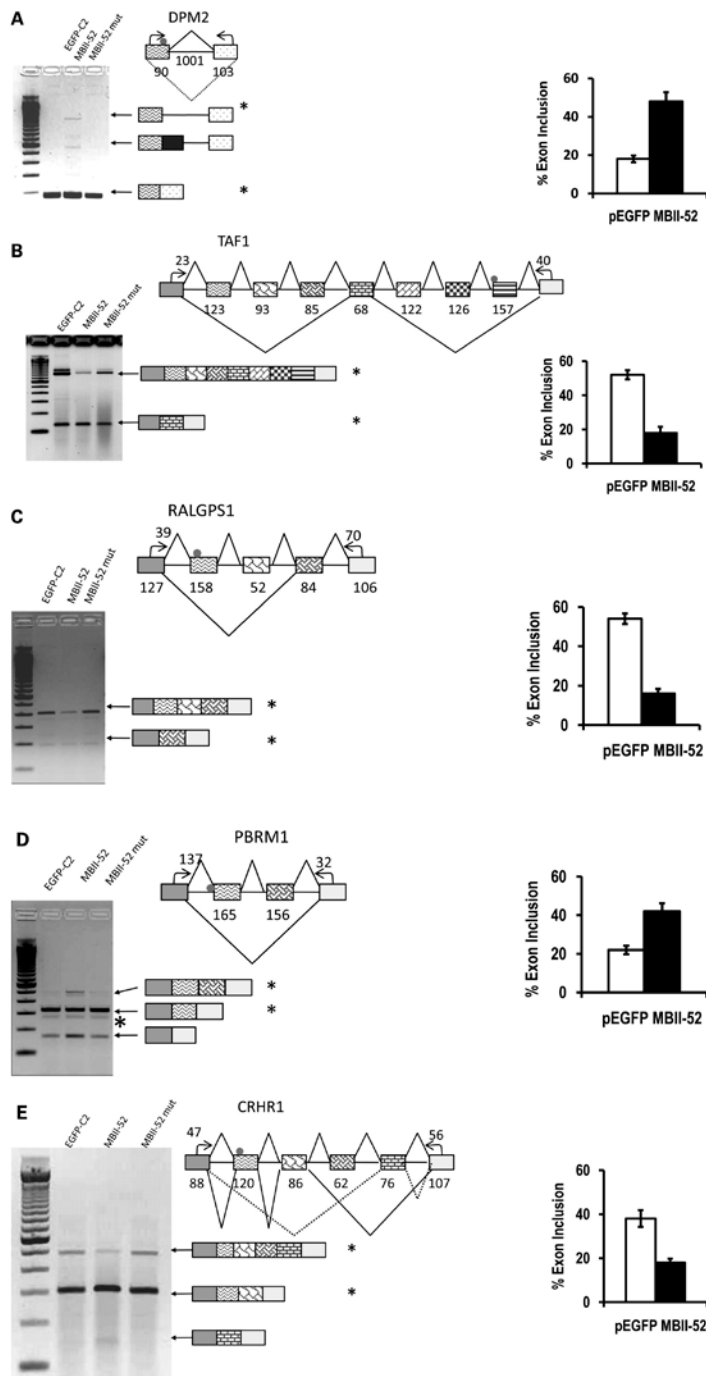 A
DPM2
EGFP-C2
MBII-52
MBII-52 mut
90
1001
103
*
*
% Exon Inclusion
60
40
20
0
pEGFP MBII-52
B
TAF1
EGFP-C2
MBII-52
MBII-52 mut
23
40
123
93
85
68
122
126
157
*
*
% Exon Inclusion
60
40
20
0
pEGFP MBII-52
C
RALGPS1
EGFP-C2
MBII-52
MBII-52 mut
39
70
127
158
52
84
106
*
*
% Exon Inclusion
60
40
20
0
pEGFP MBII-52
D
PBRM1
EGFP-C2
MBII-52
MBII-52 mut
137
32
165
156
*
*
*
% Exon Inclusion
60
40
20
0
pEGFP MBII-52
E
CRHR1
EGFP-C2
MBII-52
MBII-52 mut
47
56
88
120
86
62
76
107
*
*
% Exon Inclusion
60
40
20
0
pEGFP MBII-52